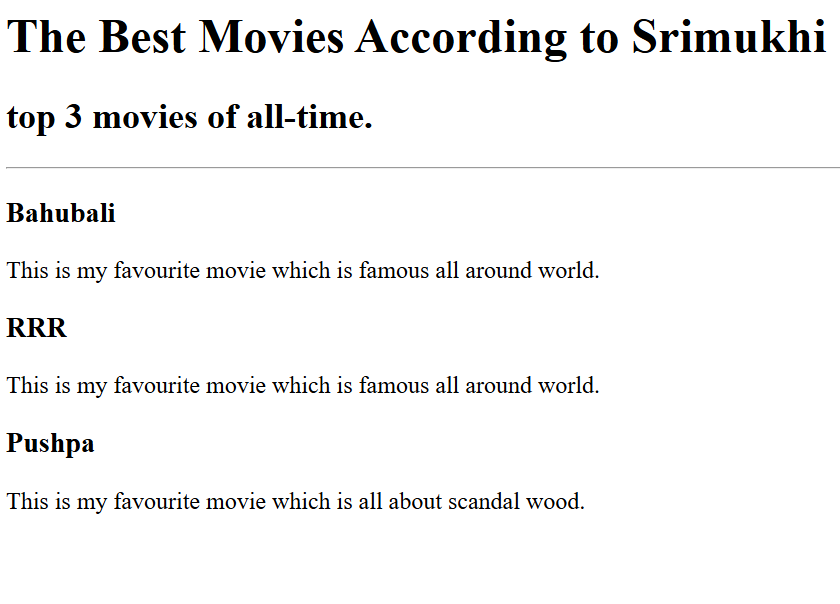 The Best Movies According to Srimukhi
top 3 movies of all-time.
Bahubali
This is my favourite movie which is famous all around world.
RRR
This is my favourite movie which is famous all around world.
Pushpa
This is my favourite movie which is all about scandal wood.